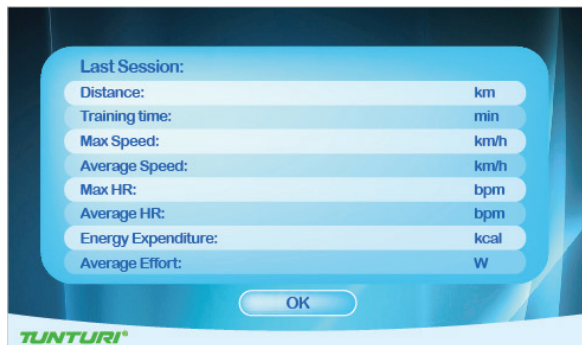 Last Session:
Distance: km
Training time: min
Max Speed: km/h
Average Speed: km/h
Max HR: bpm
Average HR: bpm
Energy Expenditure: kcal
Average Effort: W
OK
TUNTURI®